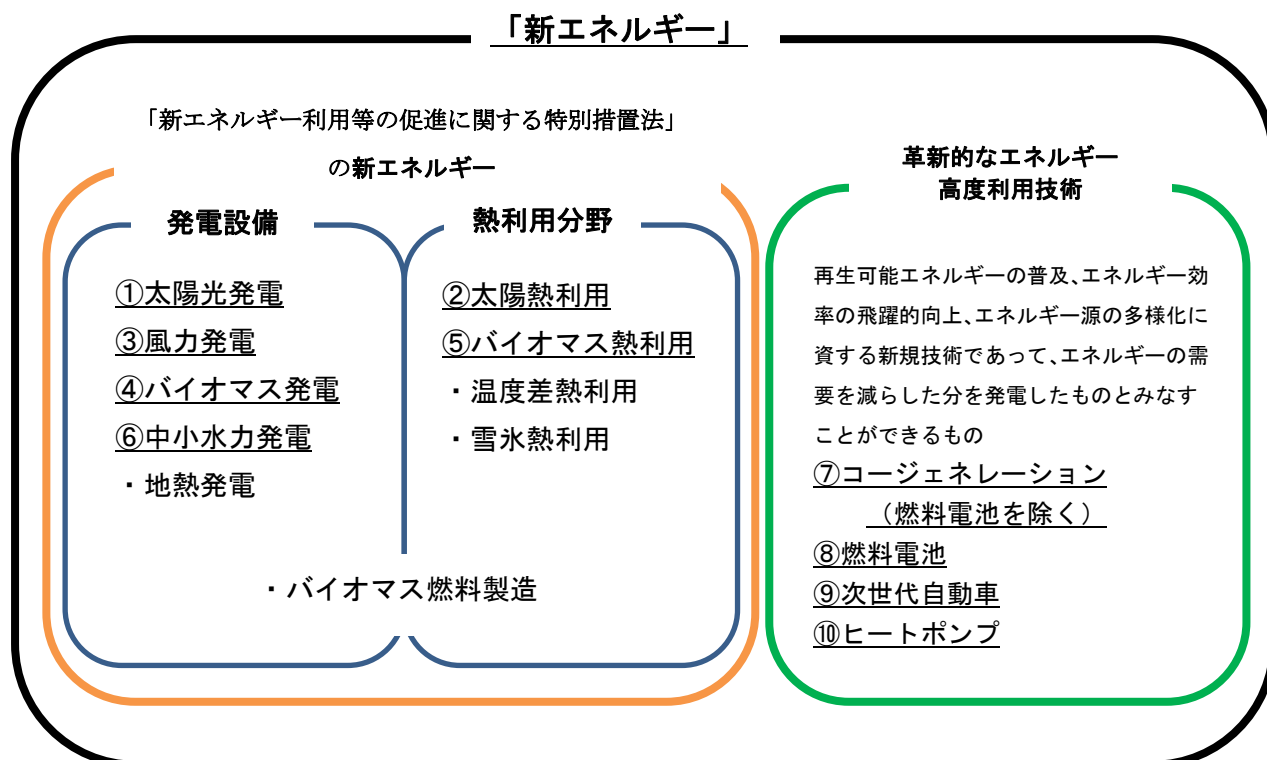 「新エネルギー」
「新エネルギー利用等の促進に関する特別措置法」
の新エネルギー
発電設備
①太陽光発電
③風力発電
④バイオマス発電
⑥中小水力発電
・地熱発電
熱利用分野
②太陽熱利用
⑤バイオマス熱利用
・温度差熱利用
・雪氷熱利用
・バイオマス燃料製造
革新的なエネルギー
高度利用技術
再生可能エネルギーの普及、エネルギー効
率の飛躍的向上、エネルギー源の多様化に
資する新規技術であって、エネルギーの需
要を減らした分を発電したものとみなす
ことができるもの
⑦コージェネレーション
（燃料電池を除く）
⑧燃料電池
⑨次世代自動車
⑩ヒートポンプ